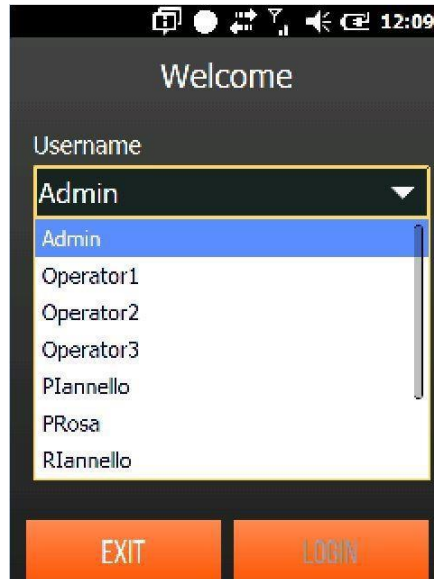 12:09
Welcome
Username
Admin
Admin
Operator1
Operator2
Operator3
PIannello
PRosa
RIannello
EXIT
LOGIN